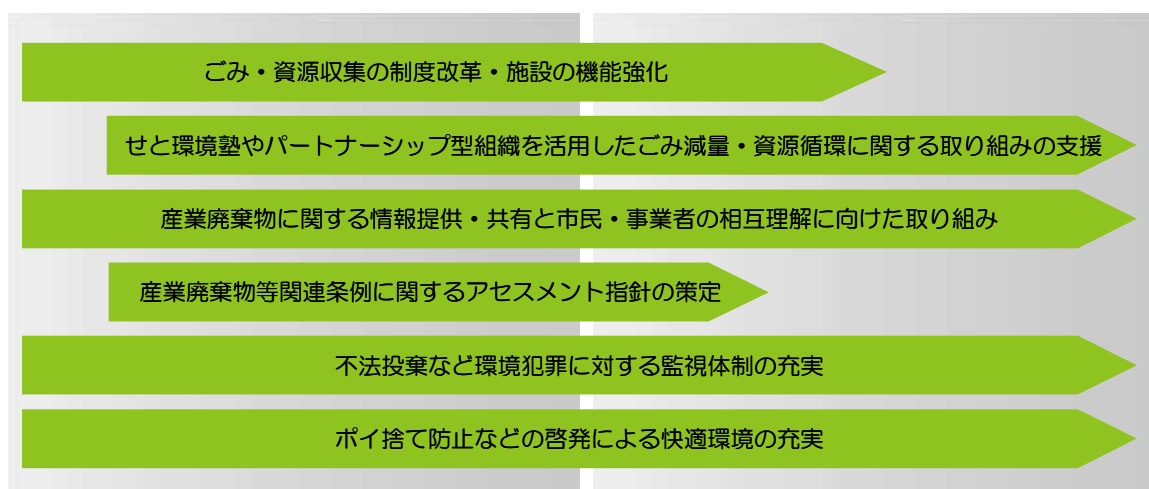 ごみ・資源収集の制度改革・施設の機能強化
せと環境塾やパートナーシップ型組織を活用したごみ減量・資源循環に関する取り組みの支援
産業廃棄物に関する情報提供・共有と市民・事業者の相互理解に向けた取り組み
産業廃棄物等関連条例に関するアセスメント指針の策定
不法投棄など環境犯罪に対する監視体制の充実
ポイ捨て防止などの啓発による快適環境の充実